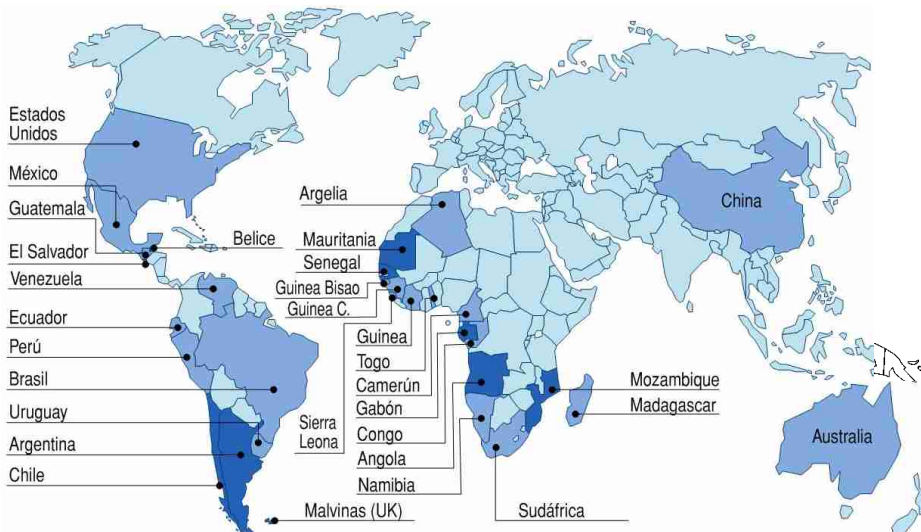 Estados
Unidos
México
Guatemala
El Salvador
Venezuela
Ecuador
Perú
Brasil
Uruguay
Argentina
Chile
Belice
Malvinas (UK)
Argelia
Mauritania
Senegal
Guinea Bisao
Guinea C.
Sierra
Leona
Guinea
Togo
Camerún
Gabón
Congo
Angola
Namibia
Sudáfrica
Mozambique
Madagascar
China
Australia